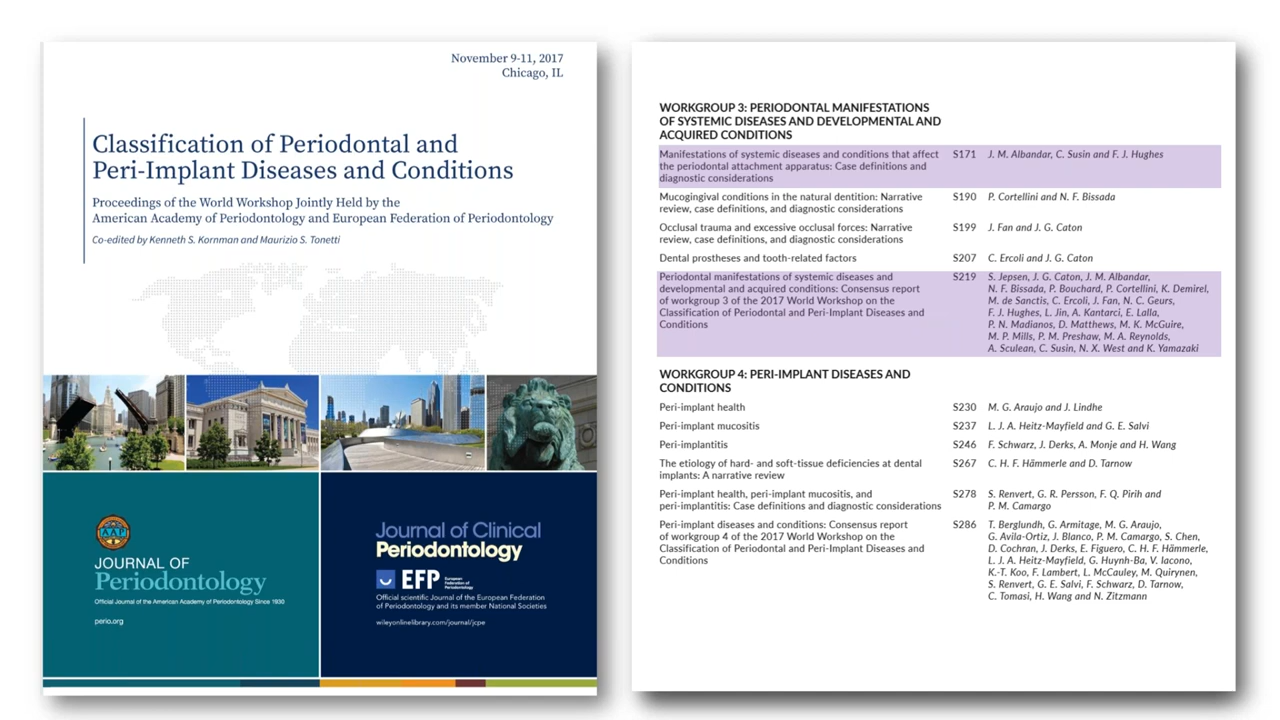 November 9-11, 2017
Chicago, IL
Classification of Periodontal and
Peri-Implant Diseases and Conditions
Proceedings of the World Workshop Jointly Held by the
American Academy of Periodontology and European Federation of Periodontology
Co-edited by Kenneth S. Kornman and Maurizio S. Tonetti
AAP
JOURNAL OF
Periodontology
Official Journal of the American Academy of Periodontology Since 1930
perio.org
Journal of Clinical
Periodontology
EFP
European
Federation of
Periodontology
Official scientific Journal of the European Federation
of Periodontology and its member National Societies
wileyonlinelibrary.com/journal/jcpe
WORKGROUP 3: PERIODONTAL MANIFESTATIONS
OF SYSTEMIC DISEASES AND DEVELOPMENTAL AND
ACQUIRED CONDITIONS
Manifestations of systemic diseases and conditions that affect S171 J. M. Albandar, C. Susin and F. J. Hughes
the periodontal attachment apparatus: Case definitions and
diagnostic considerations
Mucogingival conditions in the natural dentition: Narrative S190 P. Cortellini and N. F. Bissada
review, case definitions, and diagnostic considerations
Occlusal trauma and excessive occlusal forces: Narrative S199 J. Fan and J. G. Caton
review, case definitions, and diagnostic considerations
Dental prostheses and tooth-related factors S207 C. Ercoli and J. G. Caton
Periodontal manifestations of systemic diseases and S219 S. Jepsen, J. G. Caton, J. M. Albandar,
developmental and acquired conditions: Consensus report N. F. Bissada, P. Bouchard, P. Cortellini, K. Demirel,
of workgroup 3 of the 2017 World Workshop on the M. de Sanctis, C. Ercoli, J. Fan, N. C. Geurs,
Classification of Periodontal and Peri-Implant Diseases and F. J. Hughes, L. Jin, A. Kantarci, E. Lalla,
Conditions P. N. Madianos, D. Matthews, M. K. McGuire,
M. P. Mills, P. M. Preshaw, M. A. Reynolds,
A. Sculean, C. Susin, N. X. West and K. Yamazaki
WORKGROUP 4: PERI-IMPLANT DISEASES AND
CONDITIONS
Peri-implant health S230 M. G. Araujo and J. Lindhe
Peri-implant mucositis S237 L. J. A. Heitz-Mayfield and G. E. Salvi
Peri-implantitis S246 F. Schwarz, J. Derks, A. Monje and H. Wang
The etiology of hard- and soft-tissue deficiencies at dental S267 C. H. F. Hämmerle and D. Tarnow
implants: A narrative review
Peri-implant health, peri-implant mucositis, and S278 S. Renvert, G. R. Persson, F. Q. Pirih and
peri-implantitis: Case definitions and diagnostic considerations P. M. Camargo
Peri-implant diseases and conditions: Consensus report S286 T. Berglundh, G. Armitage, M. G. Araujo,
of workgroup 4 of the 2017 World Workshop on the G. Avila-Ortiz, J. Blanco, P. M. Camargo, S. Chen,
Classification of Periodontal and Peri-Implant Diseases and D. Cochran, J. Derks, E. Figuero, C. H. F. Hämmerle,
Conditions L. J. A. Heitz-Mayfield, G. Huynh-Ba, V. Iacono,
K.-T. Koo, F. Lambert, L. McCauley, M. Quirynen,
S. Renvert, G. E. Salvi, F. Schwarz, D. Tarnow,
C. Tomasi, H. Wang and N. Zitzmann